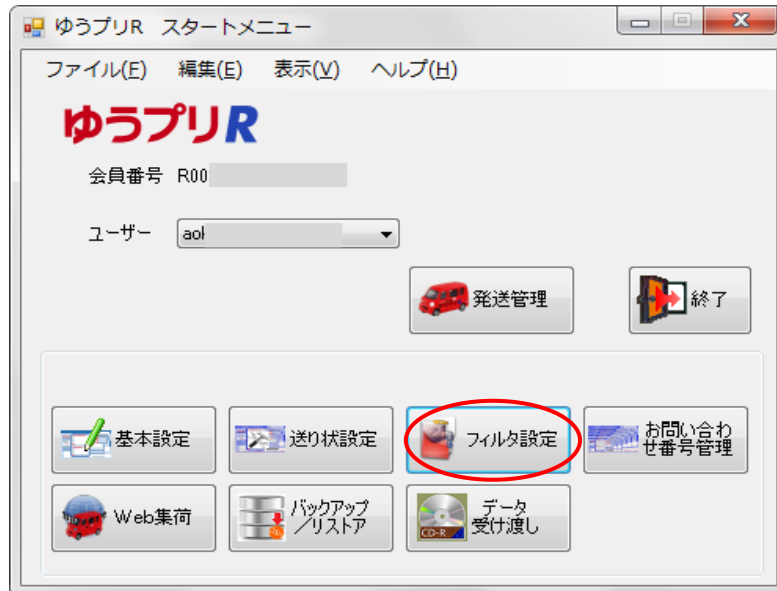 ゆうプリR スタートメニュー
ファイル(F) 編集(E) 表示(V) ヘルプ(H)
ゆうプリR
会員番号 R00
ユーザー
発送管理
終了
基本設定
送り状設定
フィルタ設定
お問い合わ
せ番号管理
Web集荷
バックアップ
／リストア
CD-R
データ
受け渡し